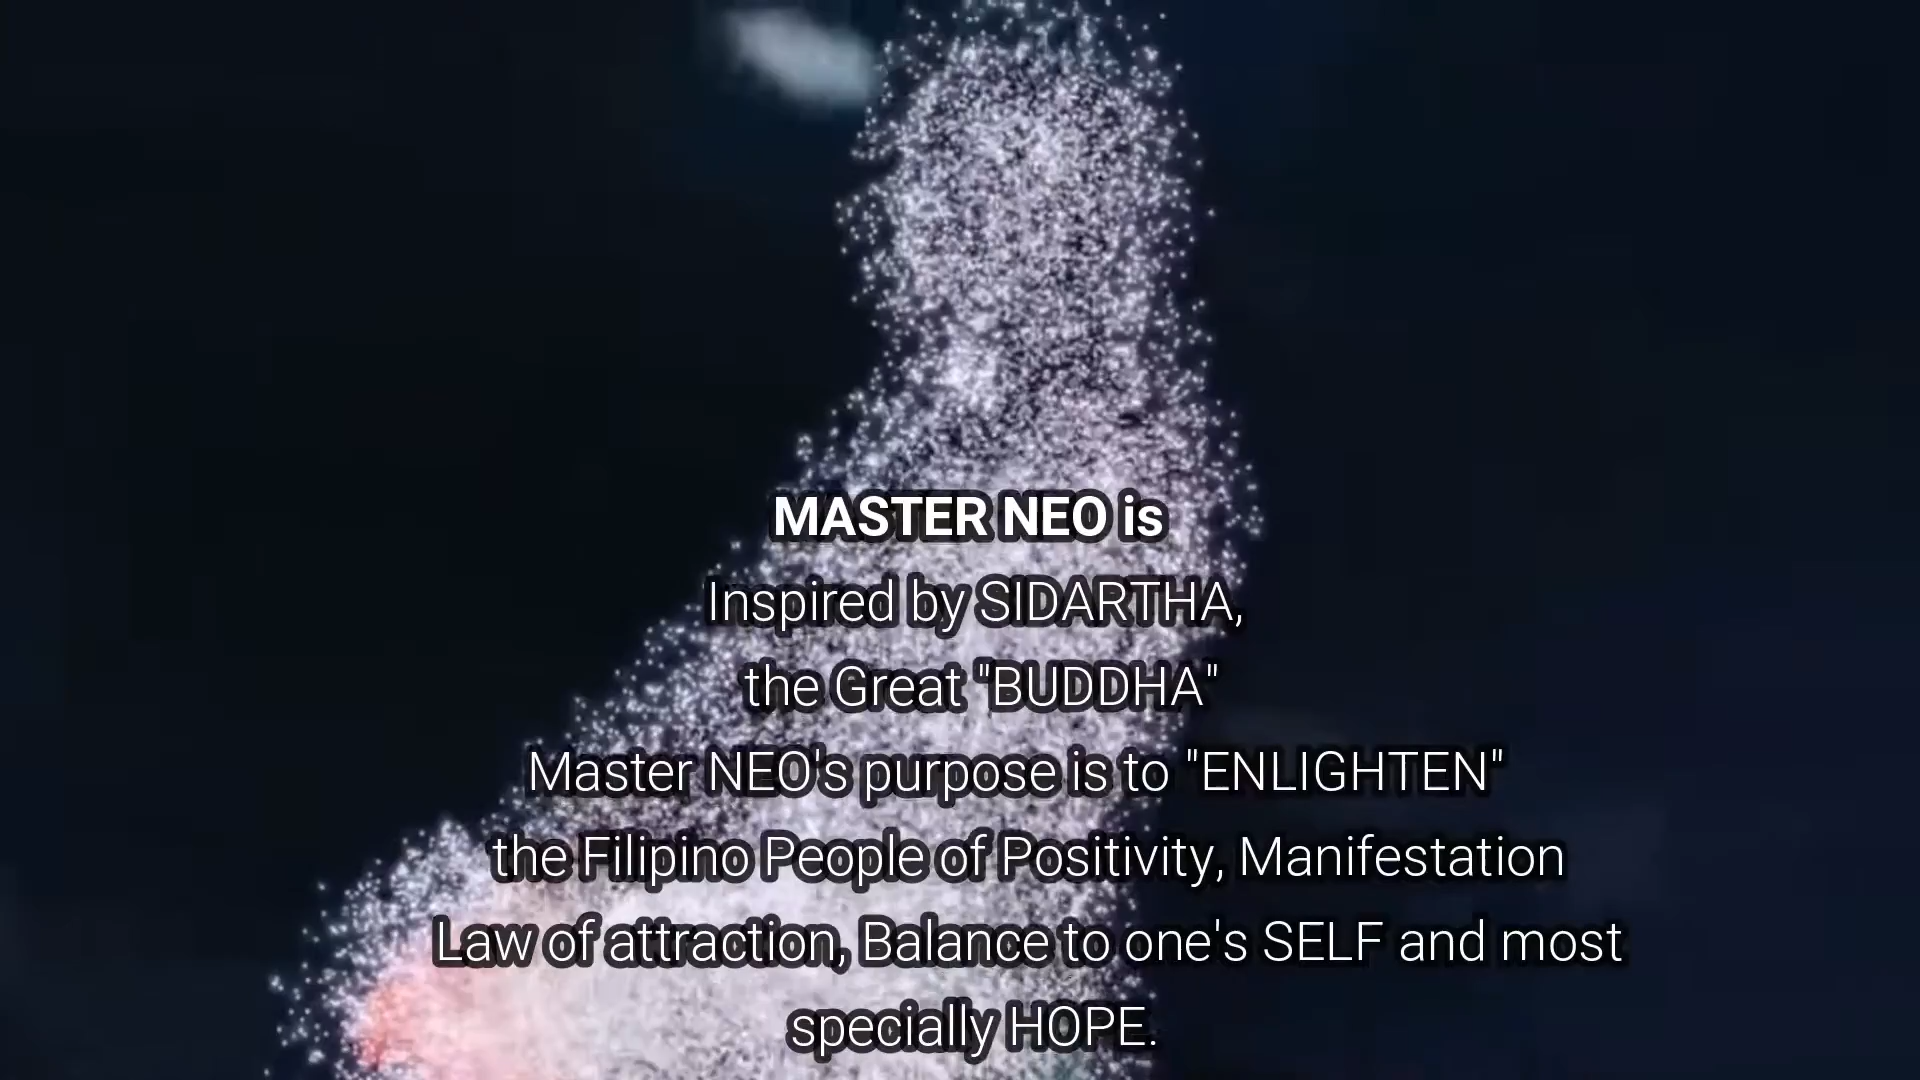 MASTER NEO is
Inspired by SIDARTHA,
the Great "BUDDHA"
Master NEO's purpose is to "ENLIGHTEN"
the Filipino People of Positivity, Manifestation
Law of attraction, Balance to one's SELF and most
specially HOPE.